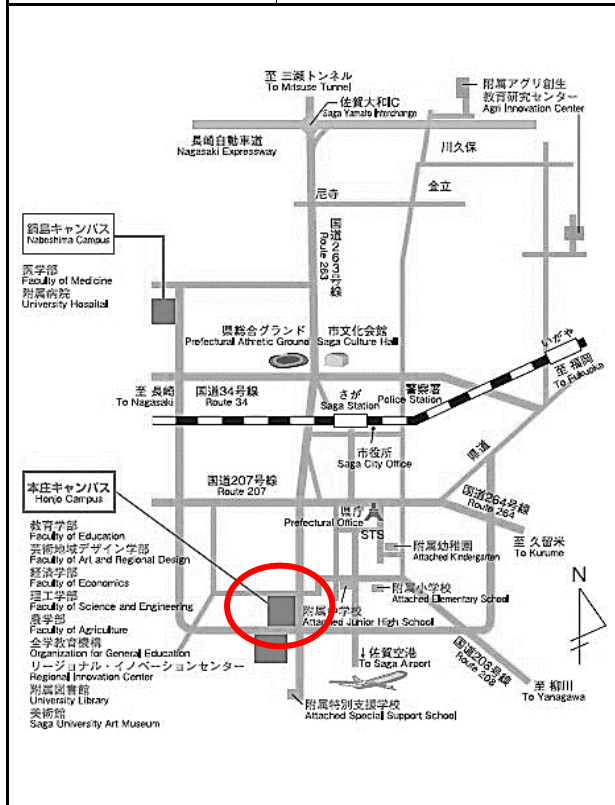 至 三瀬トンネル
To Mitsuse Tunnel
佐賀大和IC
Saga Yamato Interchange
附属アグリ創生
教育研究センター
Agri Innovation Center
長崎自動車道
Nagasaki Expressway
川久保
金立
尼寺
国道263号線
Route 263
鍋島キャンパス
Nabeshima Campus
医学部
Faculty of Medicine
附属病院
University Hospital
県総合グランド
Prefectural Athretic Ground
市文化会館
Saga Culture Hall
いがや
至 福岡
To Fukuoka
至 長崎
To Nagasaki
国道34号線
Route 34
さが
Saga Station
警察署
Police Station
市役所
Saga City Office
県道
本庄キャンパス
Honjo Campus
国道207号線
Route 207
国道264号線
Route 264
県庁
Prefectural Office
STS
至 久留米
To Kurume
教育学部
Faculty of Education
芸術地域デザイン学部
Faculty of Art and Regional Design
経済学部
Faculty of Economics
理工学部
Faculty of Science and Engineering
農学部
Faculty of Agriculture
全学教育機構
Organization for General Education
リージョナル・イノベーションセンター
Regional Innovation Center
附属図書館
University Library
美術館
Saga University Art Museum
附属幼稚園
Attached Kindergarten
附属小学校
Attached Elementary School
附属中学校
Attached Junior High School
N
↓佐賀空港
To Saga Airport
国道208号線
Route 208
至 柳川
To Yanagawa
附属特別支援学校
Attached Special Support School